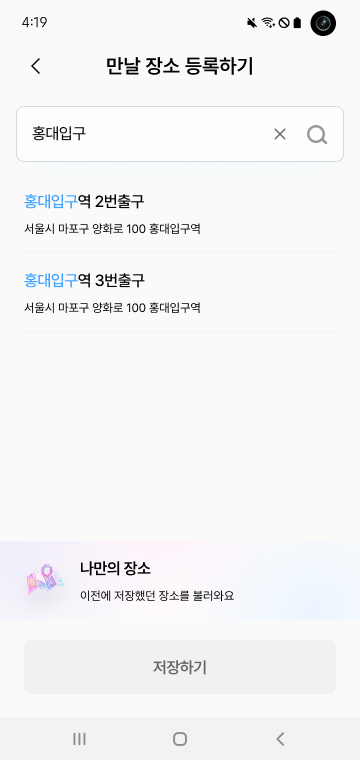 4:19
만날 장소 등록하기
홍대입구
홍대입구역 2번출구
서울시 마포구 양화로 100 홍대입구역
홍대입구역 3번출구
서울시 마포구 양화로 100 홍대입구역
나만의 장소
이전에 저장했던 장소를 불러와요
저장하기